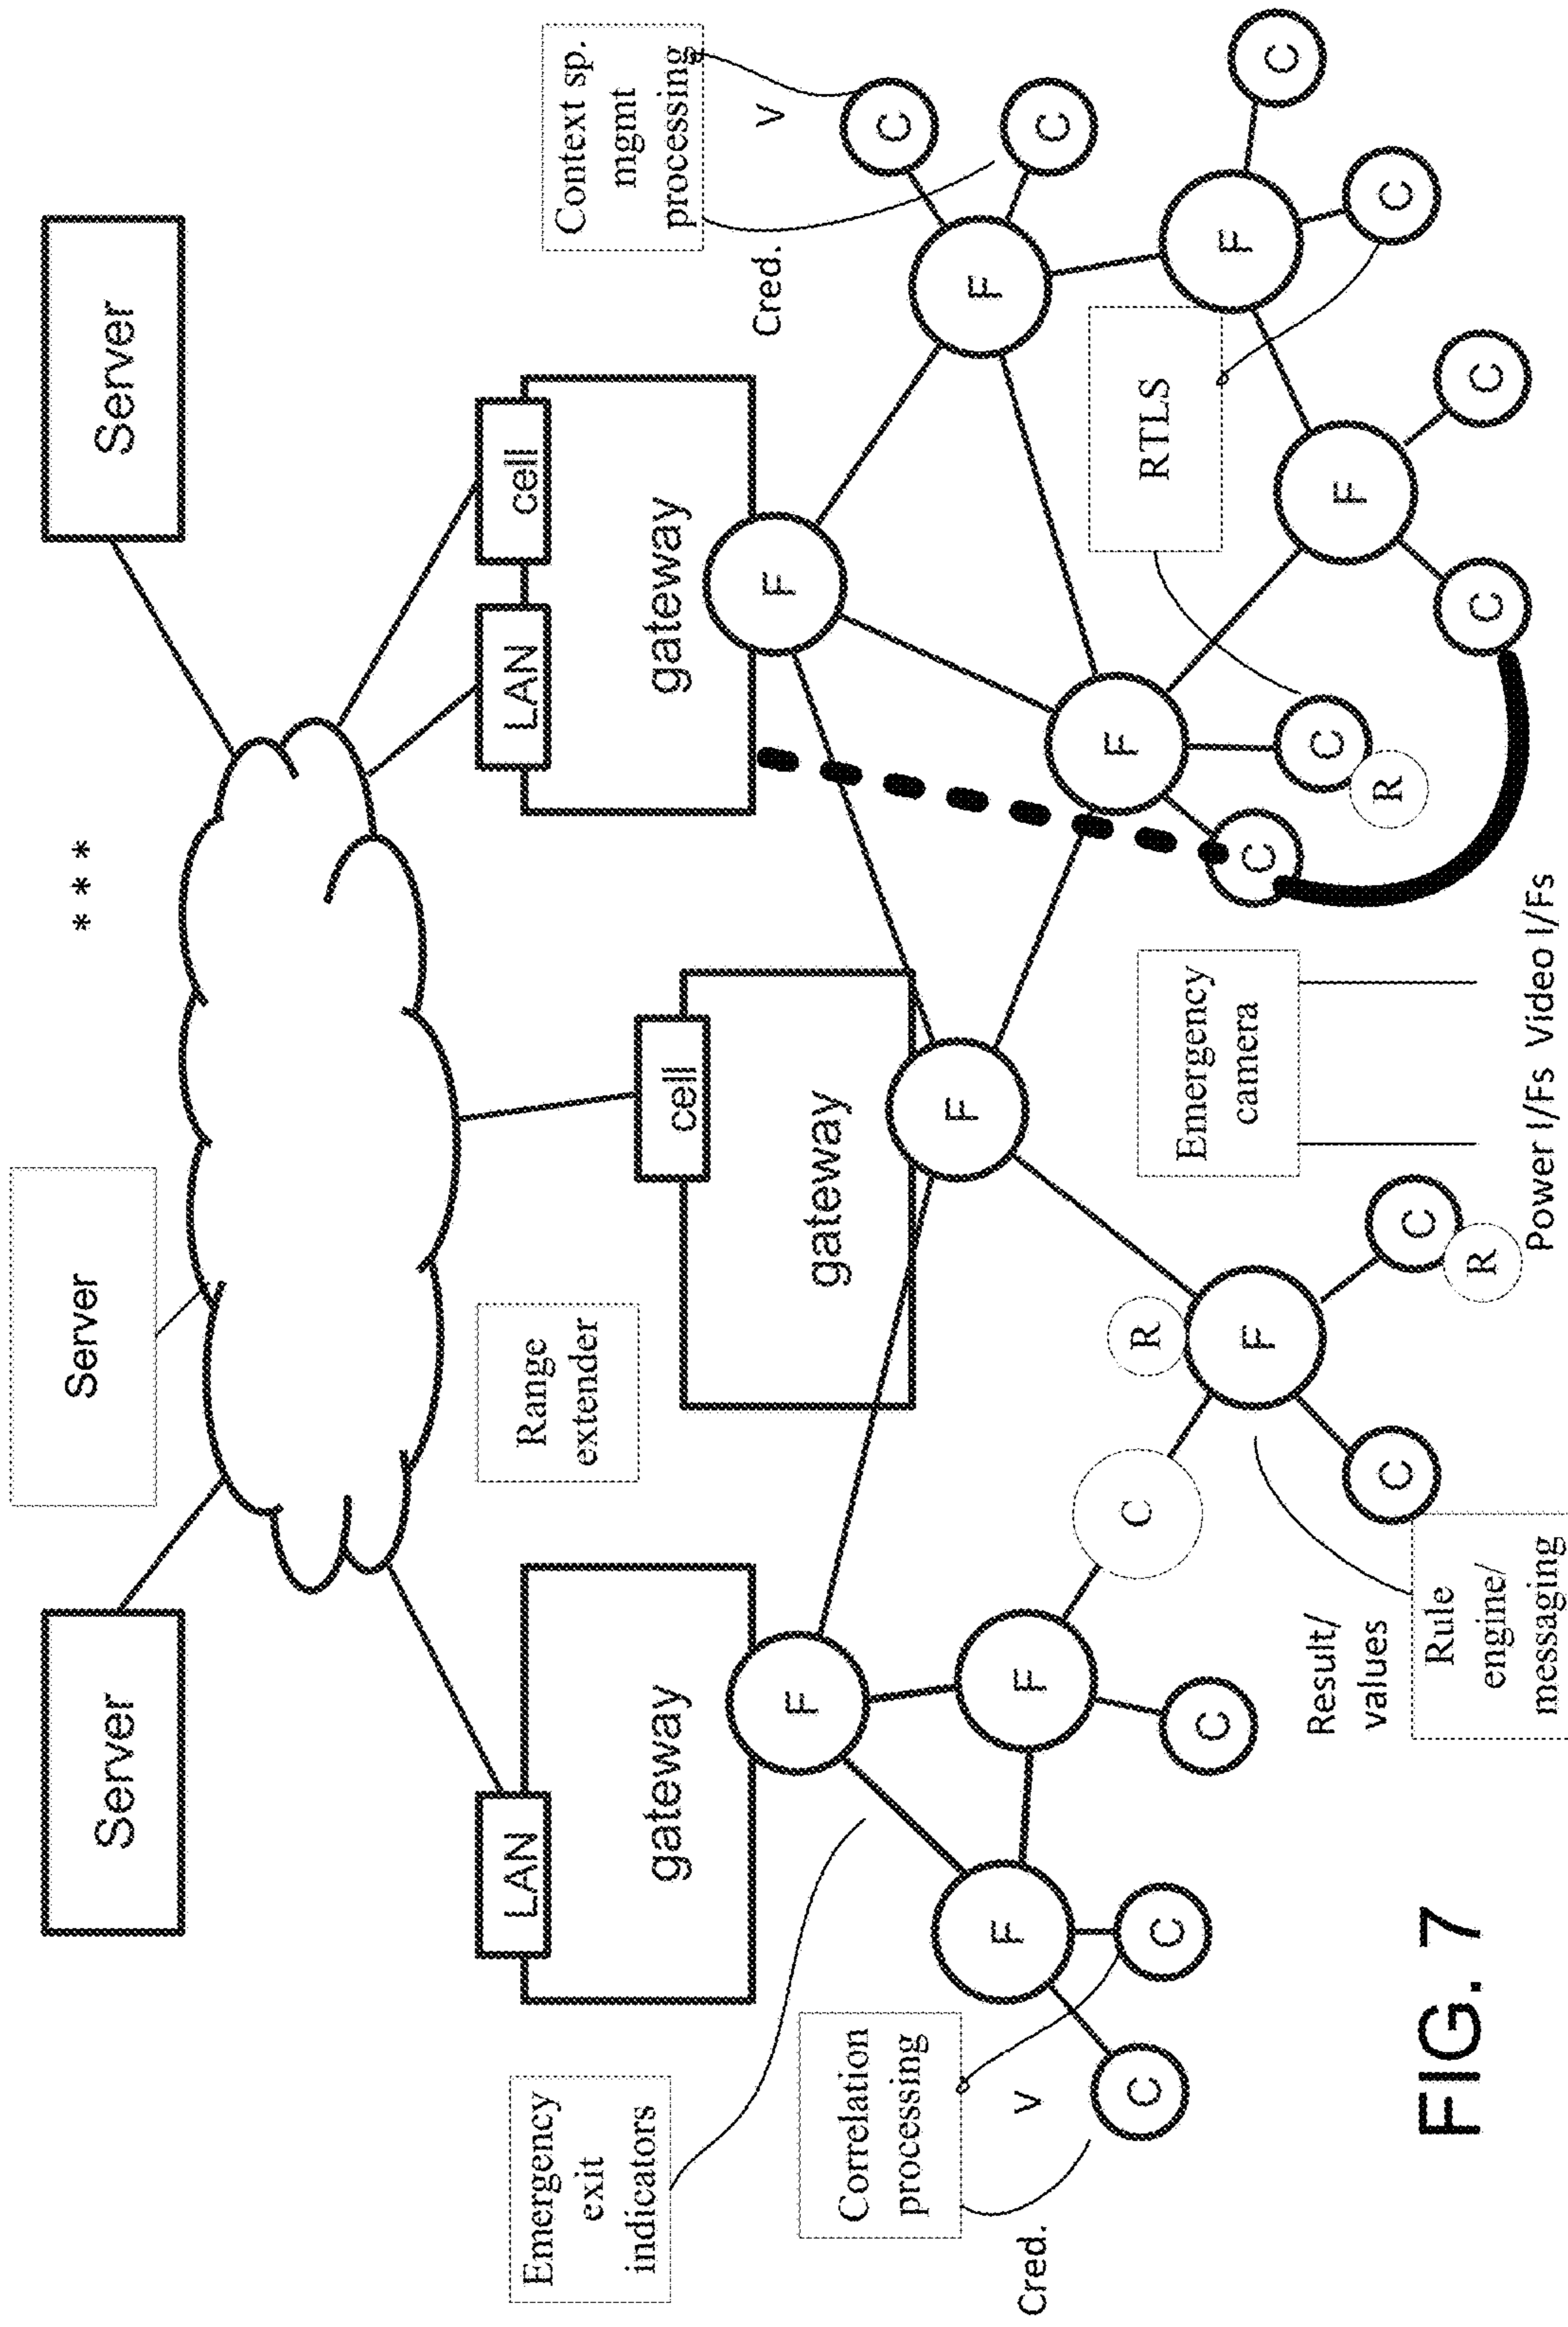 Server
Server
Server
* * *
LAN
gateway
Range
extender
cell
gateway
LAN
cell
gateway
Context sp.
mgmt
processing
Cred.
V
C
C
Emergency
exit
indicators
F
F
F
F
F
F
C
C
Correlation
processing
Cred.
V
C
C
C
C
R
F
C
C
R
Result/
values
Rule
engine/
messaging
Emergency
camera
Power I/Fs
Video I/Fs
F
C
C
R
RTLS
F
C
C
F
C
C
FIG. 7